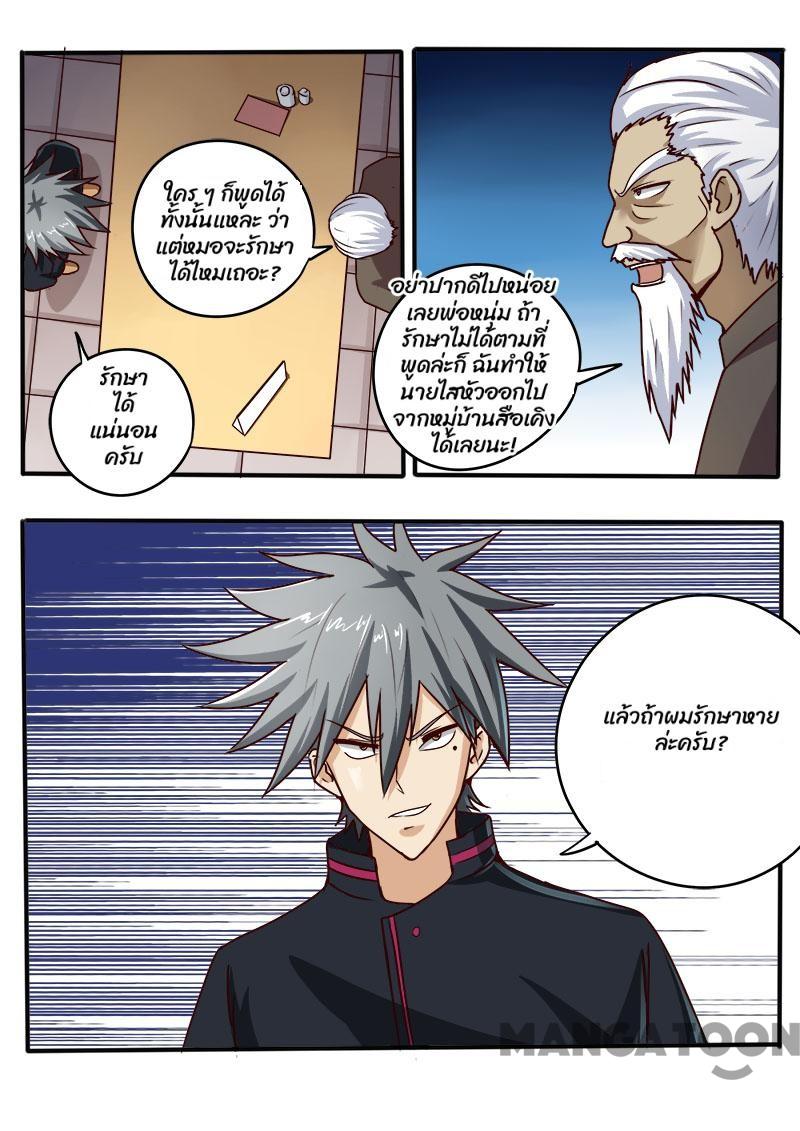 ใคร ๆ ก็พูดได้
ทั้งนั้นแหละ ว่า
แต่หมอจะรักษา
ได้ไหมเถอะ?
รักษา
ได้
แน่นอน
ครับ
อย่าปากดีไปหน่อย
เลยพ่อหนุ่ม ถ้า
รักษาไม่ได้ตามที่
พูดล่ะก็ ฉันทำให้
นายไสหัวออกไป
จากหมู่บ้านสือเคิง
ได้เลยนะ!
แล้วถ้าผมรักษาหาย
ล่ะครับ?
MANGATOON